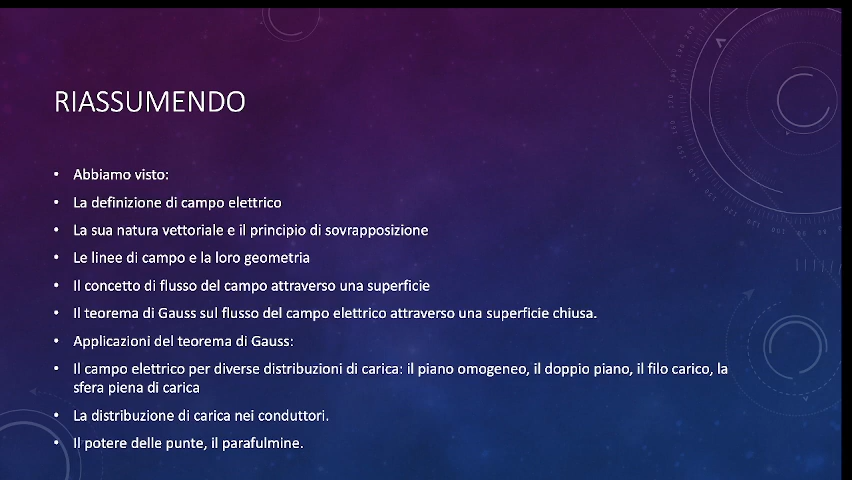 RIASSUMENDO
• Abbiamo visto:
• La definizione di campo elettrico
• La sua natura vettoriale e il principio di sovrapposizione
• Le linee di campo e la loro geometria
• Il concetto di flusso del campo attraverso una superficie
• Il teorema di Gauss sul flusso del campo elettrico attraverso una superficie chiusa.
• Applicazioni del teorema di Gauss:
• Il campo elettrico per diverse distribuzioni di carica: il piano omogeneo, il doppio piano, il filo carico, la
sfera piena di carica
• La distribuzione di carica nei conduttori.
• Il potere delle punte, il parafulmine.